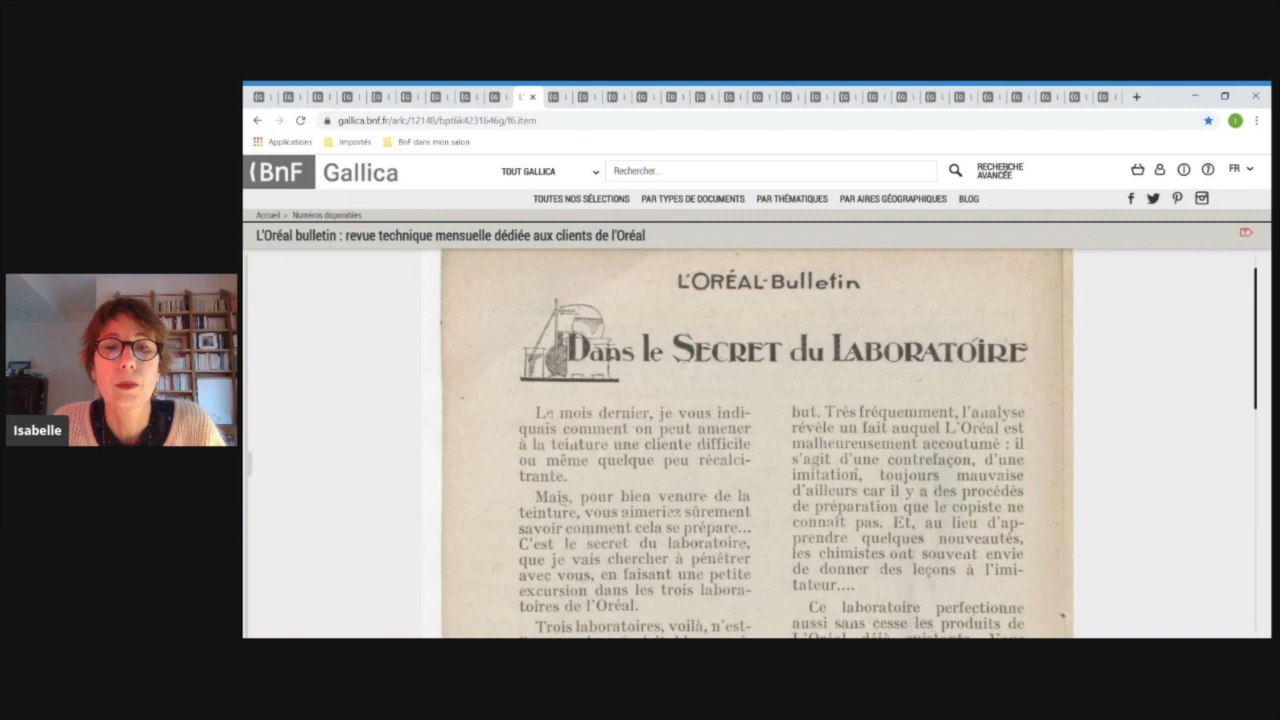 gallica.bnf.fr/ark:/12148/bpt6k4231646g/f6.item
Applications Importés BnF dans mon salon
BnF Gallica
TOUT GALLICA
Rechercher...
RECHERCHE
AVANCÉE
FR
TOUTES NOS SÉLECTIONS PAR TYPES DE DOCUMENTS PAR THÉMATIQUES PAR AIRES GÉOGRAPHIQUES BLOG
Accueil > Numéros disponibles
L'Oréal bulletin : revue technique mensuelle dédiée aux clients de l'Oréal
L'ORÉAL-Bulletin
Dans le SECRET du LABORATOIRE
Le mois dernier, je vous indi-
quais comment on peut amener
à la teinture une cliente difficile
ou même quelque peu récalci-
trante.
Mais, pour bien vendre de la
teinture, vous aimeriez sûrement
savoir comment cela se prépare...
C'est le secret du laboratoire,
que je vais chercher à pénétrer
avec vous, en faisant une petite
excursion dans les trois labora-
toires de l'Oréal.
Trois laboratoires, voilà, n'est-
but. Très fréquemment, l'analyse
révèle un fait auquel L'Oréal est
malheureusement accoutumé : il
s'agit d'une contrefaçon, d'une
imitation, toujours mauvaise
d'ailleurs car il y a des procédés
de préparation que le copiste ne
connaît pas. Et, au lieu d'ap-
prendre quelques nouveautés,
les chimistes ont souvent envie
de donner des leçons à l'imi-
tateur....
Ce laboratoire perfectionne
aussi sans cesse les produits de
Isabelle